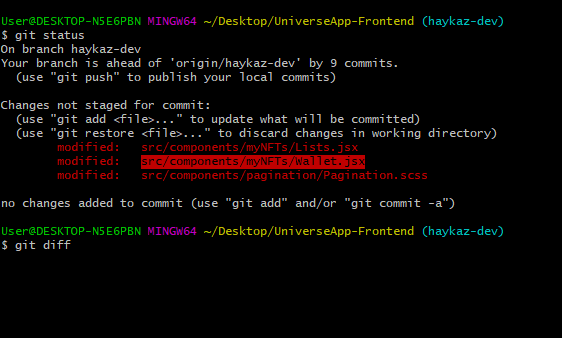 User@DESKTOP-N5E6PBN MINGW64 ~/Desktop/UniverseApp-Frontend (haykaz-dev)
$ git status
On branch haykaz-dev
Your branch is ahead of 'origin/haykaz-dev' by 9 commits.
  (use "git push" to publish your local commits)

Changes not staged for commit:
  (use "git add <file>..." to update what will be committed)
  (use "git restore <file>..." to discard changes in working directory)
        modified:   src/components/myNFTs/Lists.jsx
        modified:   src/components/myNFTs/Wallet.jsx
        modified:   src/components/pagination/Pagination.scss

no changes added to commit (use "git add" and/or "git commit -a")

User@DESKTOP-N5E6PBN MINGW64 ~/Desktop/UniverseApp-Frontend (haykaz-dev)
$ git diff